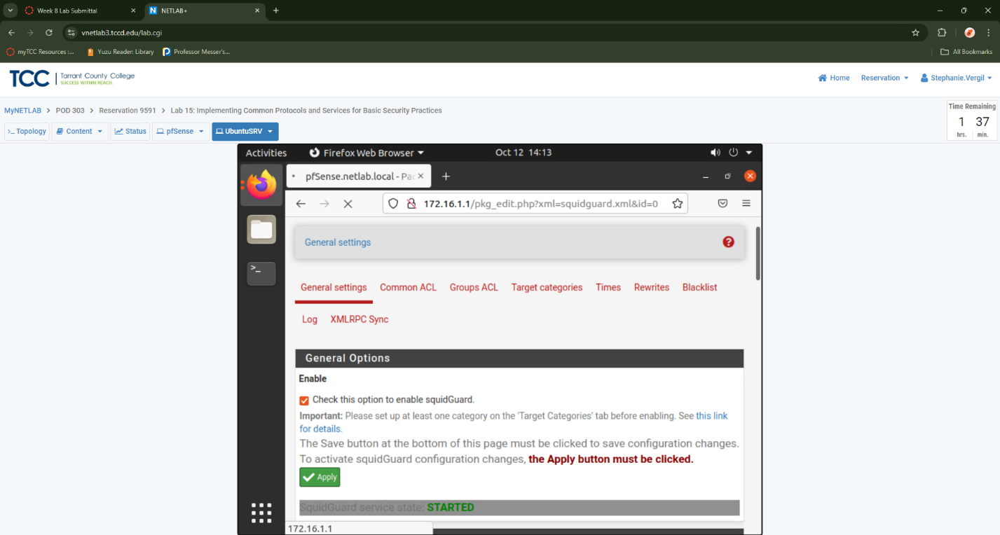 Week 8 Lab Submittal
NETLAB+
vnetlab3.tccd.edu/lab.cgi
myTCC Resources :...
Yuzu Reader: Library
Professor Messer's...
All Bookmarks
TCC
Tarrant County College
SUCCESS WITHIN REACH.
Home
Reservation
Stephanie.Vergil
MyNETLAB > POD 303 > Reservation 9591 > Lab 15: Implementing Common Protocols and Services for Basic Security Practices
Time Remaining
1 37
hrs. min.
>_ Topology
Content
Status
pfSense
UbuntuSRV
Activities
Firefox Web Browser
Oct 12 14:13
pfSense.netlab.local - Pac
172.16.1.1/pkg_edit.php?xml=squidguard.xml&id=0
General settings
General settings
Common ACL
Groups ACL
Target categories
Times
Rewrites
Blacklist
Log
XMLRPC Sync
General Options
Enable
Check this option to enable squidGuard.
Important: Please set up at least one category on the 'Target Categories' tab before enabling. See this link
for details.
The Save button at the bottom of this page must be clicked to save configuration changes.
To activate squidGuard configuration changes, the Apply button must be clicked.
Apply
SquidGuard service state: STARTED
172.16.1.1